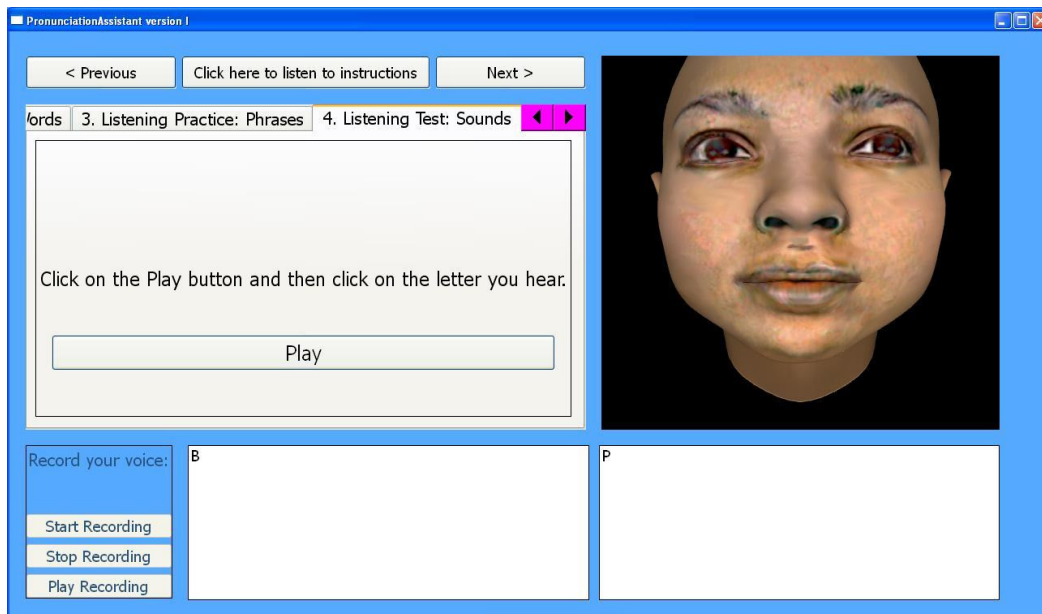 PronunciationAssistant version I
< Previous
Click here to listen to instructions
Next >
3. Listening Practice: Phrases
4. Listening Test: Sounds
Click on the Play button and then click on the letter you hear.
Play
Record your voice:
Start Recording
Stop Recording
Play Recording
B
P